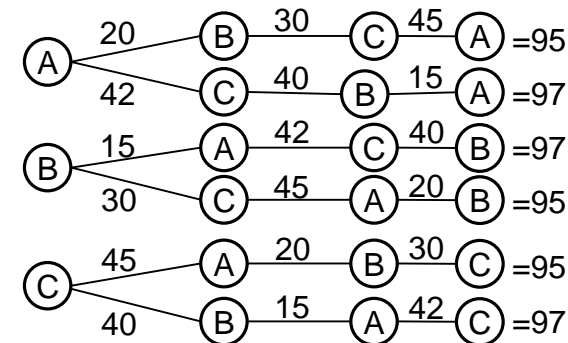 20 B 30 C 45 A =95
A
42 C 40 B 15 A =97
15 A 42 C 40 B =97
B
30 C 45 A 20 B =95
45 A 20 B 30 C =95
C
40 B 15 A 42 C =97